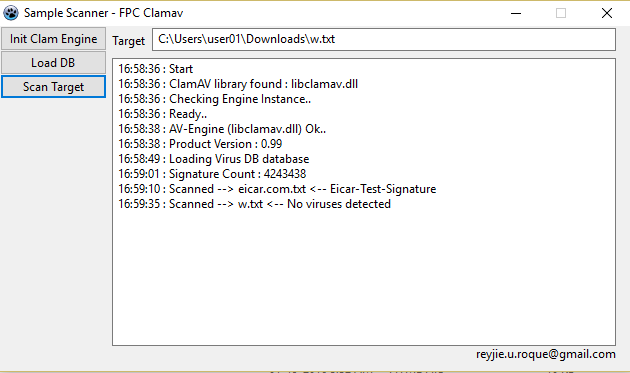 Sample Scanner - FPC Clamav
Init Clam Engine
Load DB
Scan Target
Target C:\Users\user01\Downloads\w.txt
16:58:36 : Start
16:58:36 : ClamAV library found : libclamav.dll
16:58:36 : Checking Engine Instance..
16:58:36 : Ready..
16:58:38 : AV-Engine (libclamav.dll) Ok..
16:58:38 : Product Version : 0.99
16:58:49 : Loading Virus DB database
16:59:01 : Signature Count : 4243438
16:59:10 : Scanned --> eicar.com.txt <-- Eicar-Test-Signature
16:59:35 : Scanned --> w.txt <-- No viruses detected
reyjie.u.roque@gmail.com